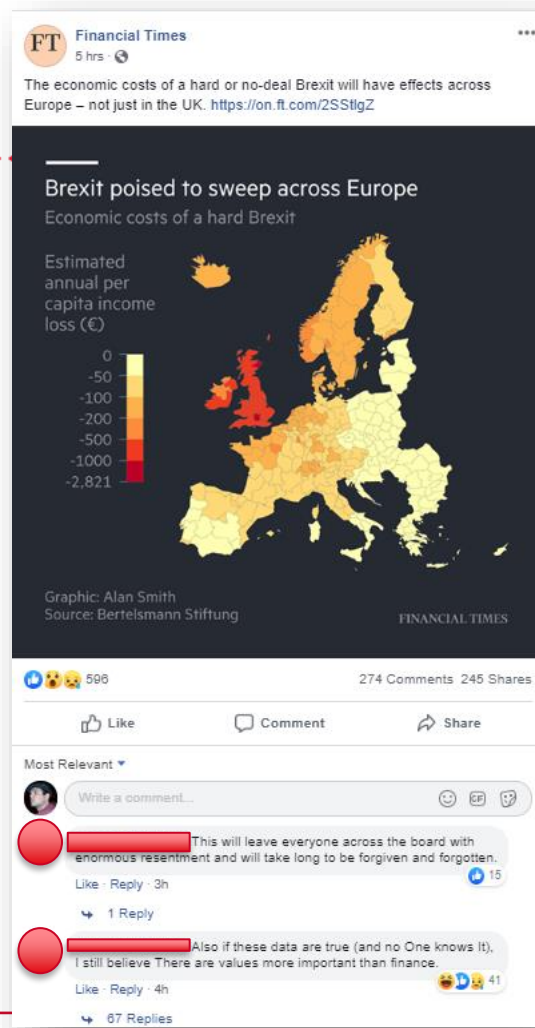 FT
Financial Times
5 hrs ·
The economic costs of a hard or no-deal Brexit will have effects across
Europe – not just in the UK. https://on.ft.com/2SStlgZ
Brexit poised to sweep across Europe
Economic costs of a hard Brexit
Estimated
annual per
capita income
loss (€)
0
-50
-100
-200
-500
-1000
-2,821
Graphic: Alan Smith
Source: Bertelsmann Stiftung
FINANCIAL TIMES
596
274 Comments 245 Shares
Like
Comment
Share
Most Relevant
Write a comment...
GIF
This will leave everyone across the board with
enormous resentment and will take long to be forgiven and forgotten.
15
Like · Reply · 3h
1 Reply
Also if these data are true (and no One knows It),
I still believe There are values more important than finance.
41
Like · Reply · 4h
67 Replies